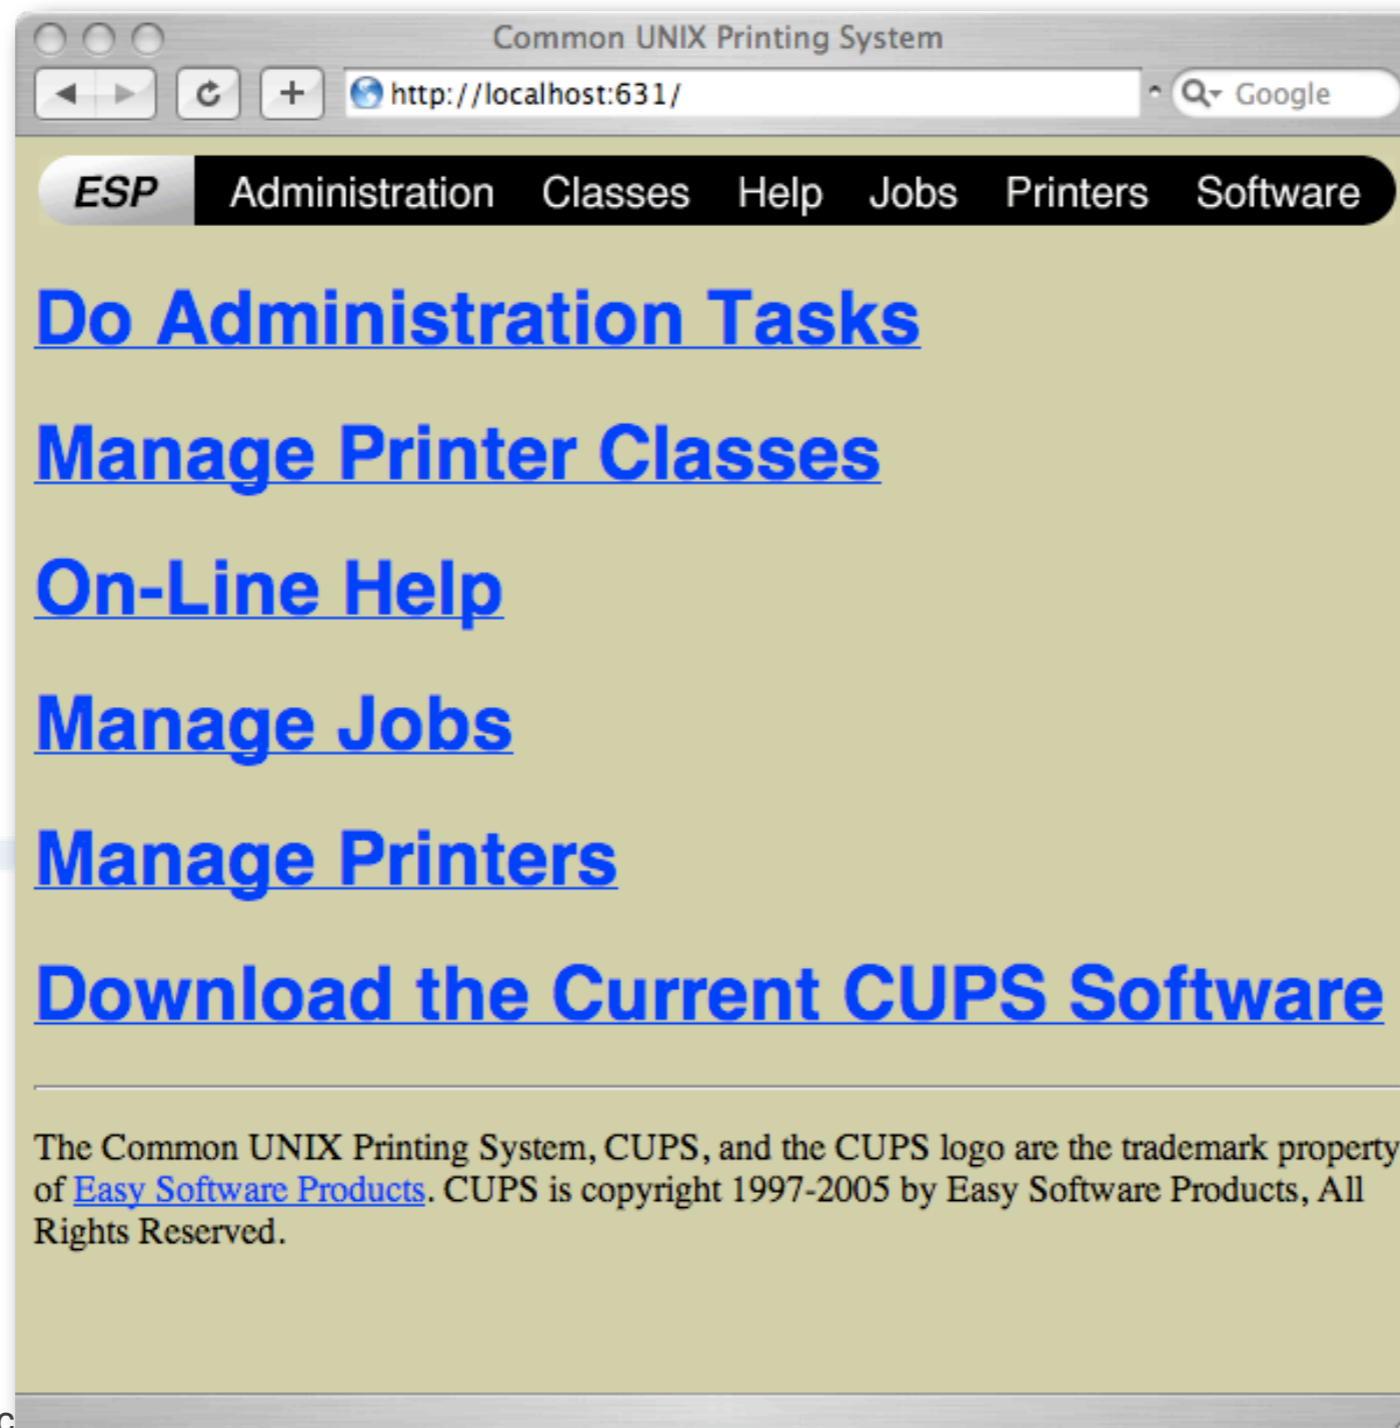 Common UNIX Printing System
http://localhost:631/
Google
ESP Administration Classes Help Jobs Printers Software
Do Administration Tasks
Manage Printer Classes
On-Line Help
Manage Jobs
Manage Printers
Download the Current CUPS Software
The Common UNIX Printing System, CUPS, and the CUPS logo are the trademark property
of Easy Software Products. CUPS is copyright 1997-2005 by Easy Software Products, All
Rights Reserved.